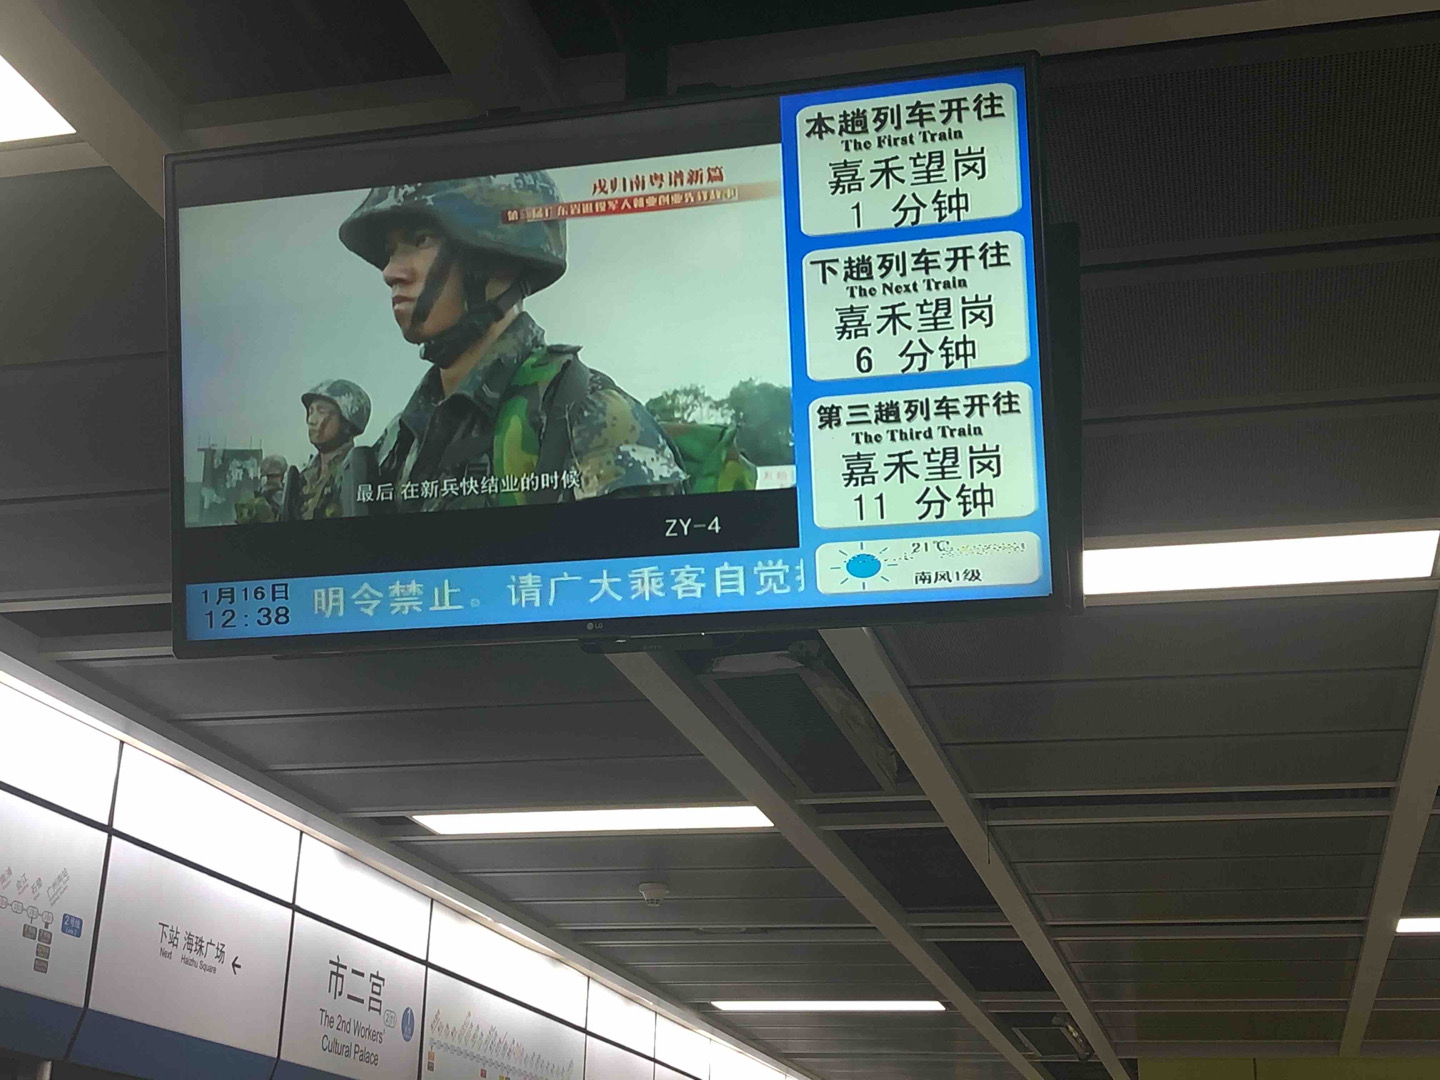 戎归南粤谱新篇
最后 在新兵快结业的时候
ZY-4
本趟列车开往
The First Train
嘉禾望岗
1 分钟
下趟列车开往
The Next Train
嘉禾望岗
6 分钟
第三趟列车开往
The Third Train
嘉禾望岗
11 分钟
21℃
南风1级
1月16日
12:38
明令禁止。请广大乘客自觉
LG
2号线
下站 海珠广场
Next Haizhu Square
←
市二宫
The 2nd Workers'
Cultural Palace